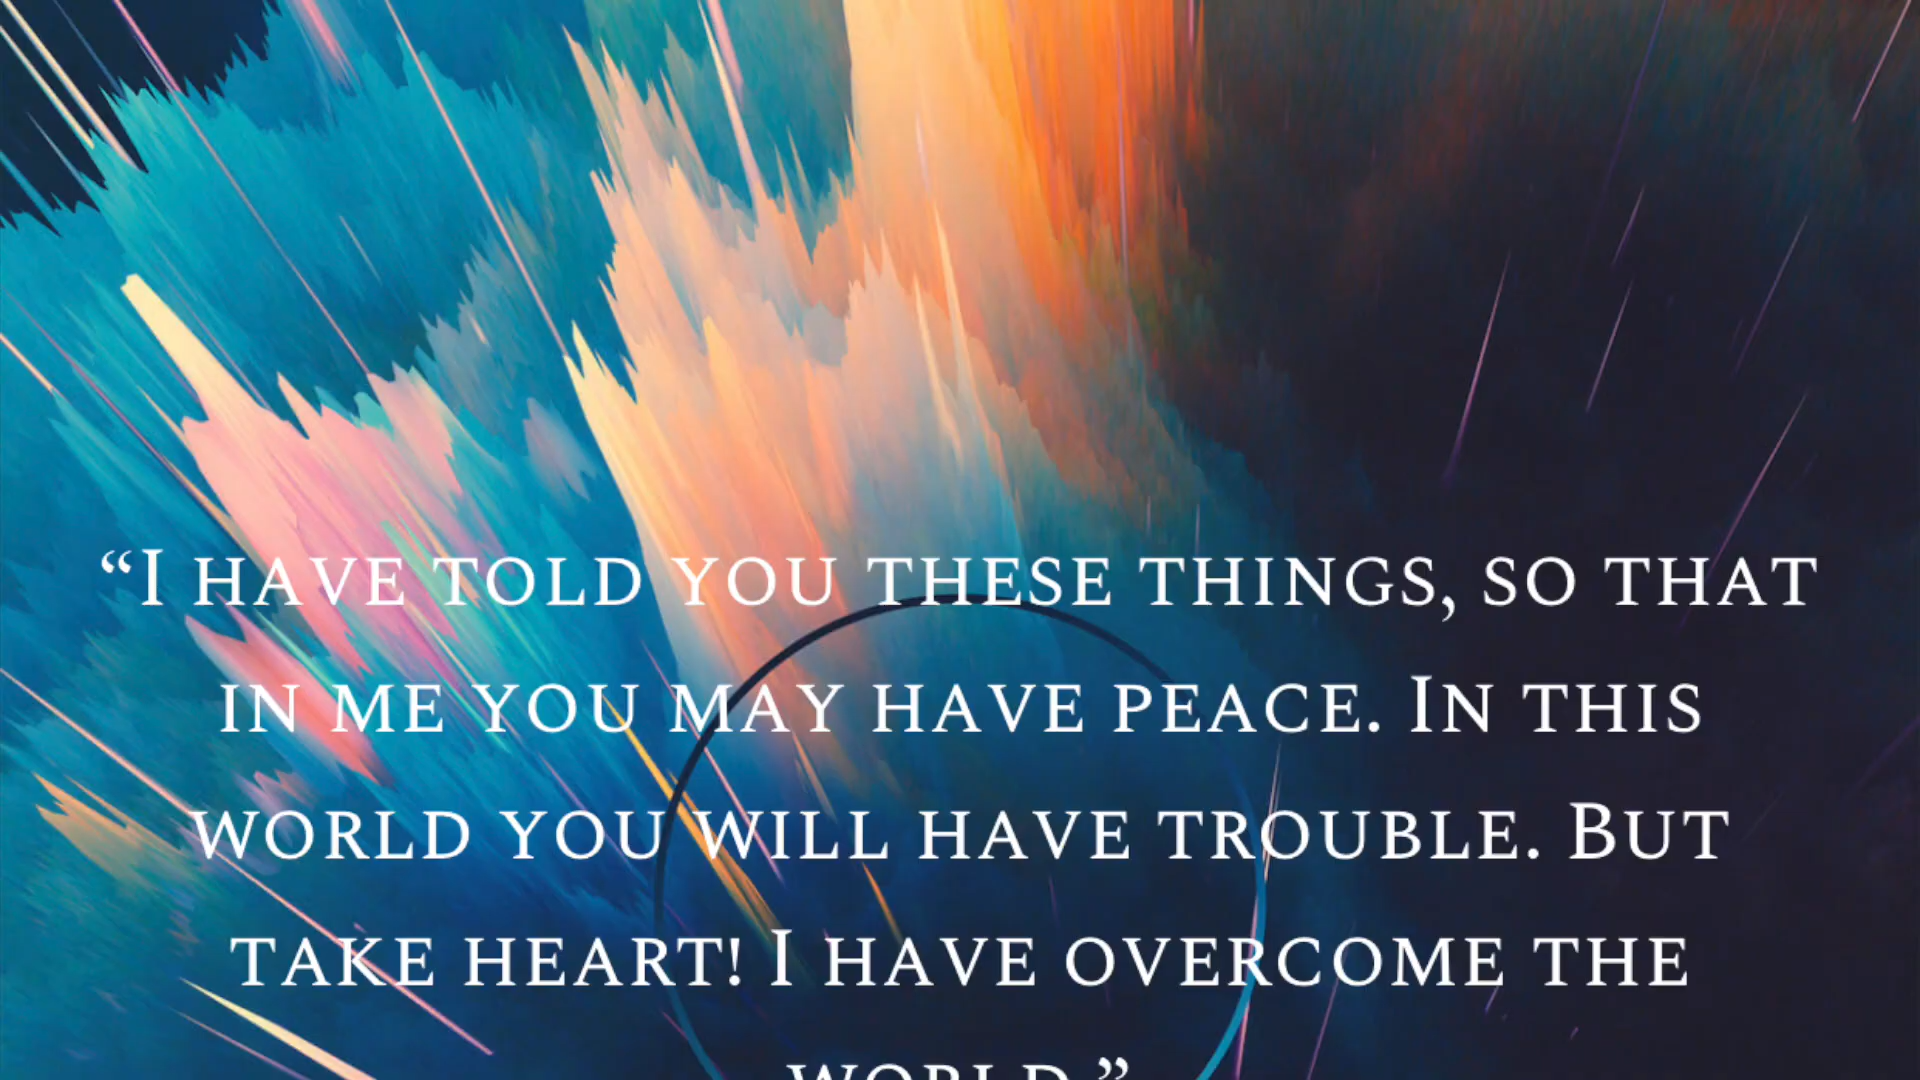 “I HAVE TOLD YOU THESE THINGS, SO THAT
IN ME YOU MAY HAVE PEACE. IN THIS
WORLD YOU WILL HAVE TROUBLE. BUT
TAKE HEART! I HAVE OVERCOME THE
WORLD.”